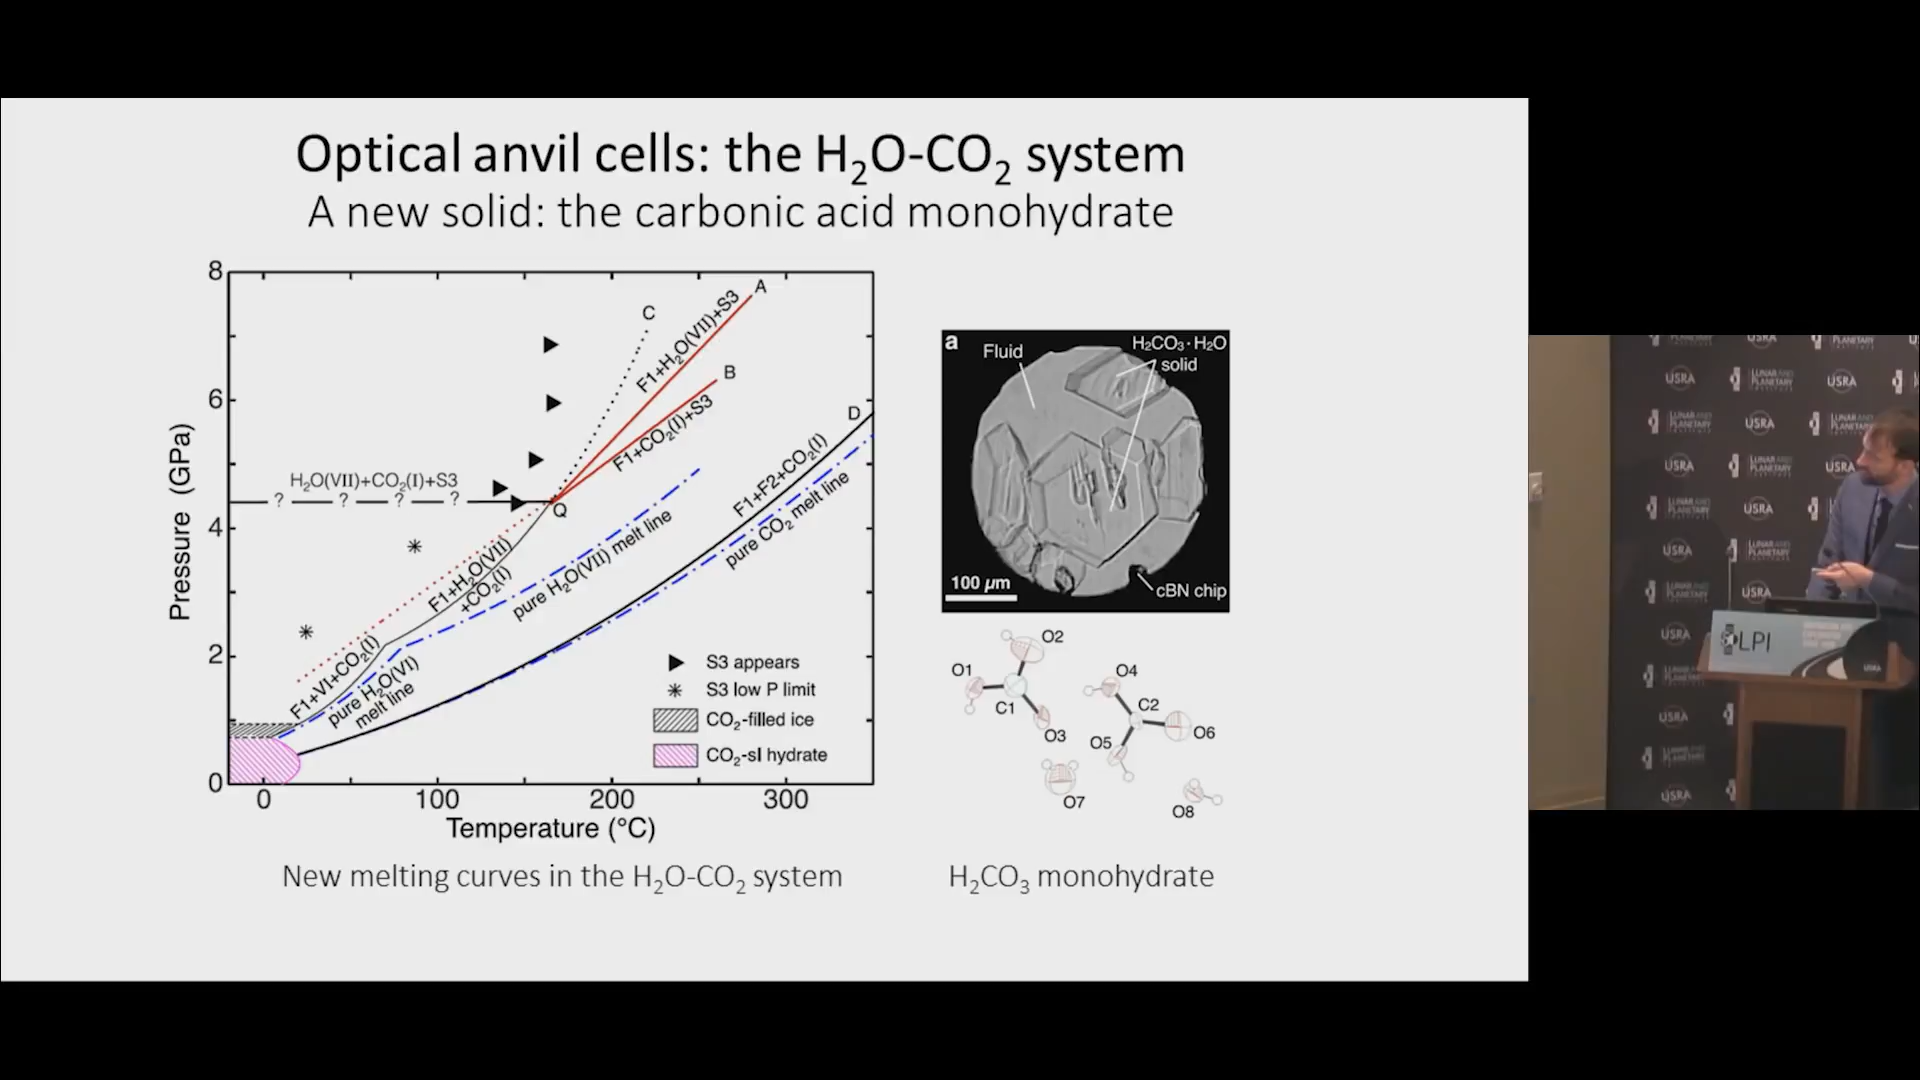 Optical anvil cells: the H₂O-CO₂ system
A new solid: the carbonic acid monohydrate
8
6
4
2
0
0
100
200
300
Pressure (GPa)
Temperature (°C)
A
B
C
D
Q
F1+H₂O(VII)+S3
F1+CO₂(I)+S3
H₂O(VII)+CO₂(I)+S3
? ? ? ?
F1+F2+CO₂(I)
pure CO₂ melt line
F1+H₂O(VII)
+CO₂(I)
pure H₂O(VII) melt line
F1+VI+CO₂(I)
pure H₂O(VI)
melt line
S3 appears
S3 low P limit
CO₂-filled ice
CO₂-sI hydrate
a
Fluid
H₂CO₃·H₂O
solid
100 µm
cBN chip
O2
O1
C1
O3
O4
C2
O6
O5
O7
O8
New melting curves in the H₂O-CO₂ system
H₂CO₃ monohydrate
USRA
LUNAR AND
PLANETARY
INSTITUTE
LPI
USRA